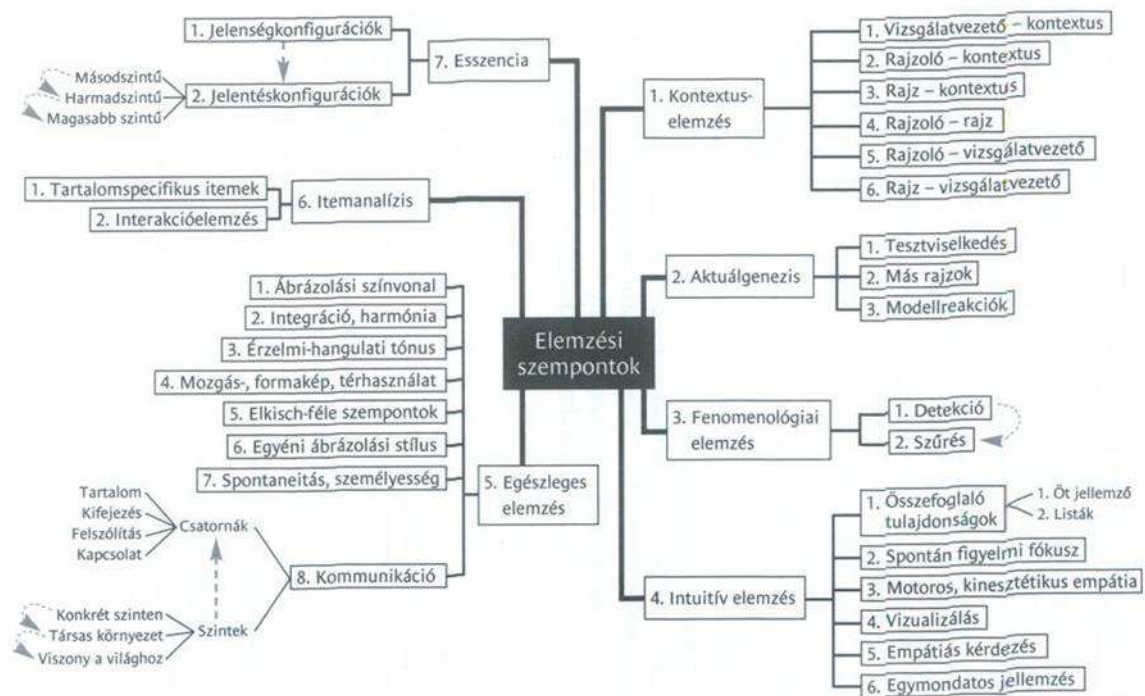 Elemzési
szempontok
1. Kontextus-
elemzés
1. Vizsgálatvezető – kontextus
2. Rajzoló – kontextus
3. Rajz – kontextus
4. Rajzoló – rajz
5. Rajzoló – vizsgálatvezető
6. Rajz – vizsgálatvezető
2. Aktuálgenezis
1. Tesztviselkedés
2. Más rajzok
3. Modellreakciók
3. Fenomenológiai
elemzés
1. Detekció
2. Szűrés
4. Intuitív elemzés
1. Összefoglaló
tulajdonságok
1. Öt jellemző
2. Listák
2. Spontán figyelmi fókusz
3. Motoros, kinesztétikus empátia
4. Vizualizálás
5. Empátiás kérdezés
6. Egymondatos jellemzés
5. Egészleges
elemzés
1. Ábrázolási színvonal
2. Integráció, harmónia
3. Érzelmi-hangulati tónus
4. Mozgás-, formakép, térhasználat
5. Elkisch-féle szempontok
6. Egyéni ábrázolási stílus
7. Spontaneitás, személyesség
8. Kommunikáció
Csatornák
Tartalom
Kifejezés
Felszólítás
Kapcsolat
Szintek
Konkrét szinten
Társas környezet
Viszony a világhoz
6. Itemanalízis
1. Tartalomspecifikus itemek
2. Interakcióelemzés
7. Esszencia
1. Jelenségkonfigurációk
2. Jelentéskonfigurációk
Másodszintű
Harmadszintű
Magasabb szintű